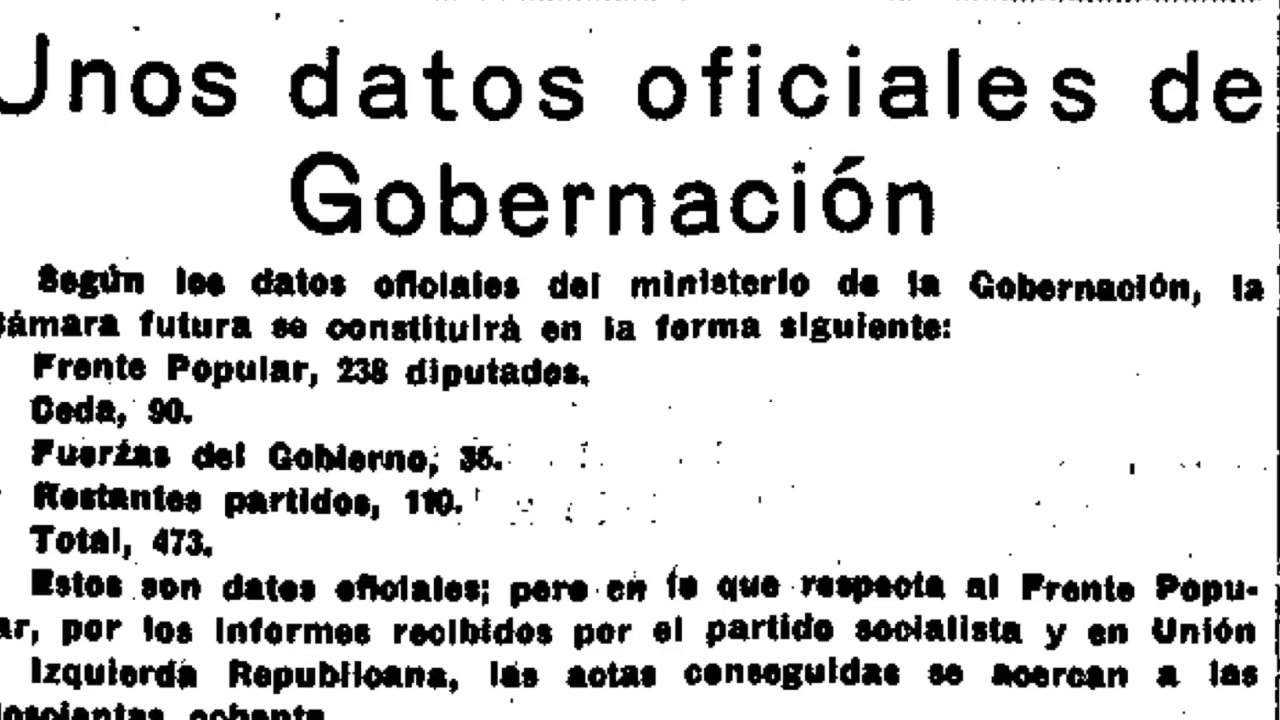 Unos datos oficiales de
Gobernación
Según los datos oficiales del ministerio de la Gobernación, la
Cámara futura se constituirá en la forma siguiente:
Frente Popular, 238 diputados.
Ceda, 90.
Fuerzas del Gobierno, 35.
Restantes partidos, 110.
Total, 473.
Estos son datos oficiales; pero en lo que respecta al Frente Popu-
lar, por los informes recibidos por el partido socialista y en Unión
Izquierda Republicana, las actas conseguidas se acercan a las
doscientas ochenta.